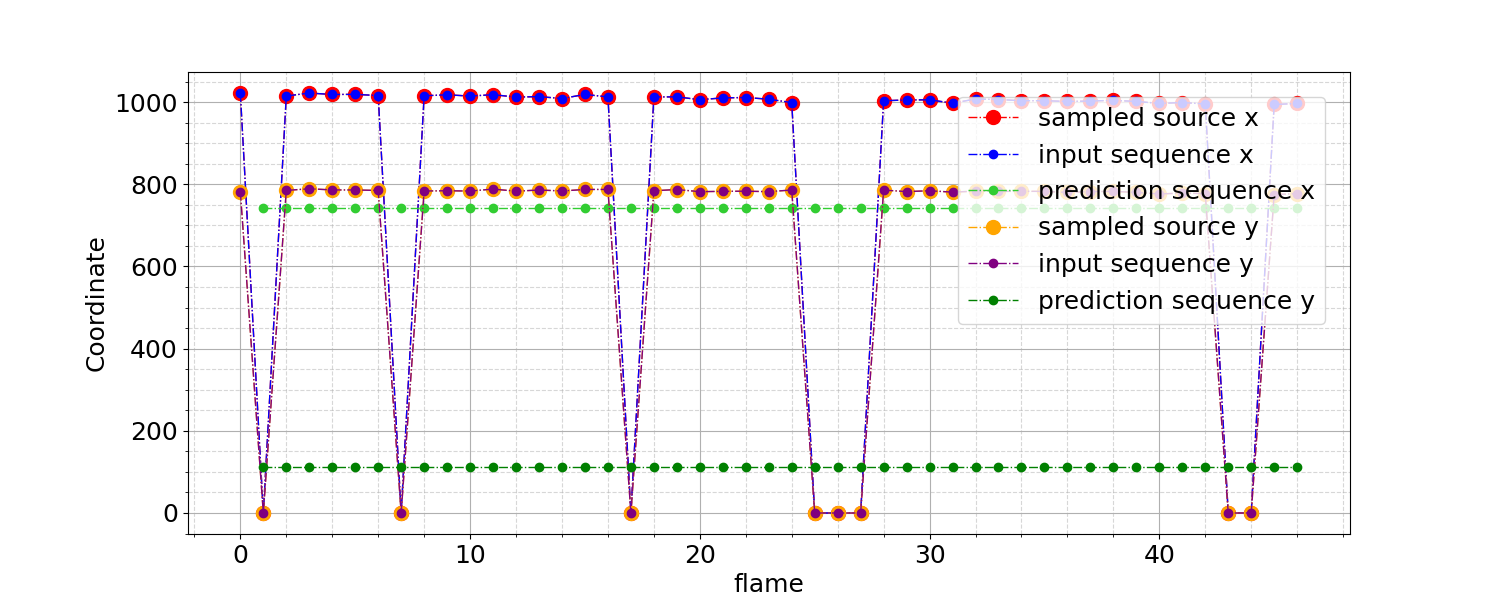 1000
800
600
400
200
0
Coordinate
0 10 20 30 40
flame
sampled source x
input sequence x
prediction sequence x
sampled source y
input sequence y
prediction sequence y